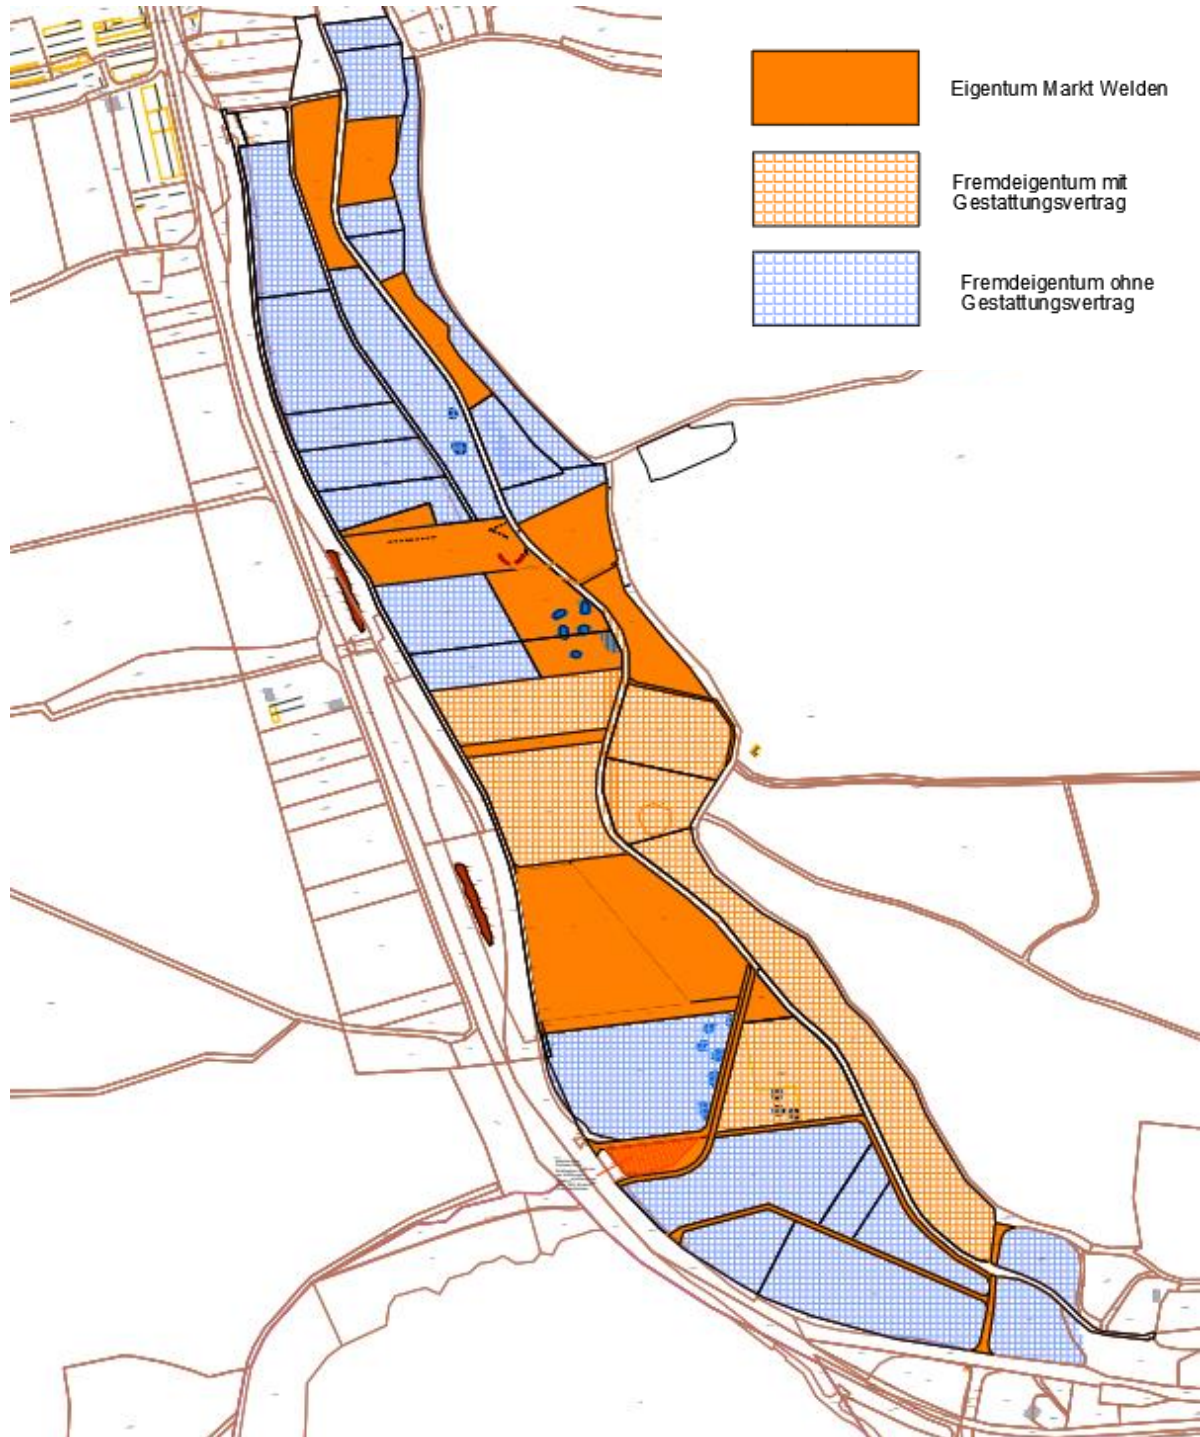 Eigentum Markt Welden
Fremdeigentum mit
Gestattungsvertrag
Fremdeigentum ohne
Gestattungsvertrag